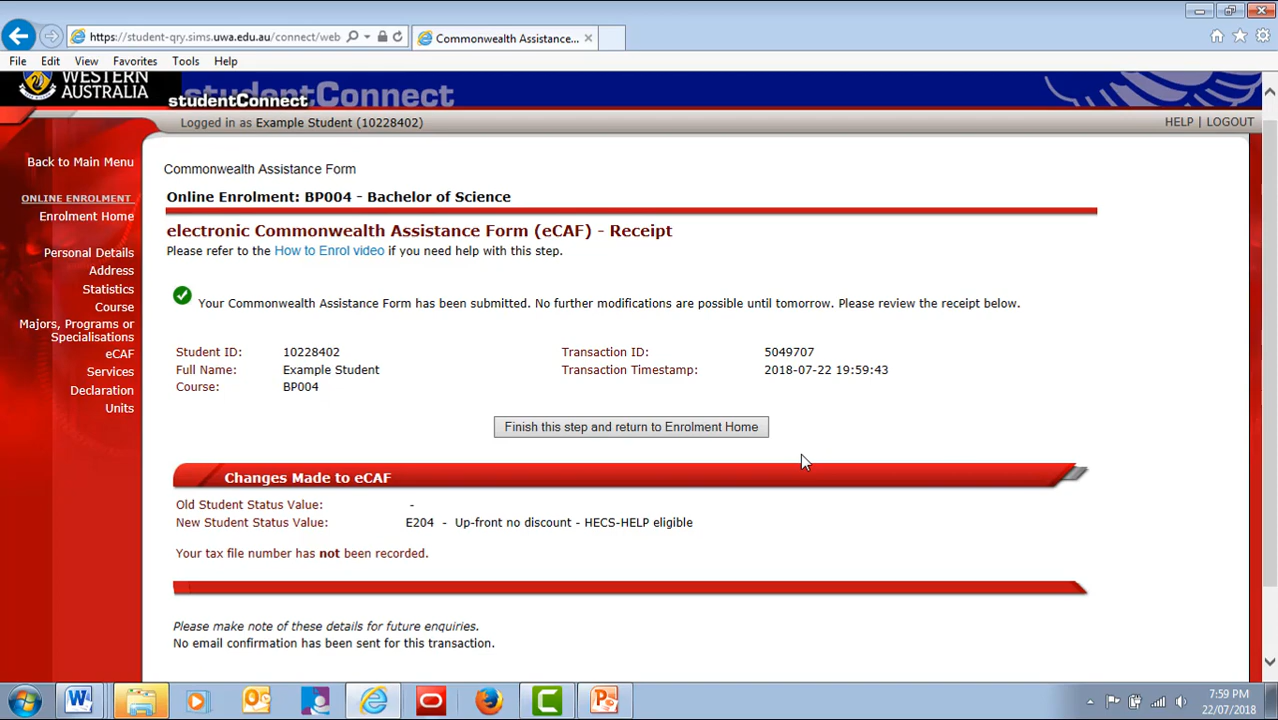 https://student-qry.sims.uwa.edu.au/connect/web
Commonwealth Assistance...
File Edit View Favorites Tools Help
WESTERN
AUSTRALIA
studentConnect
studentConnect
Logged in as Example Student (10228402)
HELP | LOGOUT
Back to Main Menu
ONLINE ENROLMENT
Enrolment Home
Personal Details
Address
Statistics
Course
Majors, Programs or
Specialisations
eCAF
Services
Declaration
Units
Commonwealth Assistance Form
Online Enrolment: BP004 - Bachelor of Science
electronic Commonwealth Assistance Form (eCAF) - Receipt
Please refer to the How to Enrol video if you need help with this step.
Your Commonwealth Assistance Form has been submitted. No further modifications are possible until tomorrow. Please review the receipt below.
Student ID: 10228402 Transaction ID: 5049707
Full Name: Example Student Transaction Timestamp: 2018-07-22 19:59:43
Course: BP004
Finish this step and return to Enrolment Home
Changes Made to eCAF
Old Student Status Value: -
New Student Status Value: E204 - Up-front no discount - HECS-HELP eligible
Your tax file number has not been recorded.
Please make note of these details for future enquiries.
No email confirmation has been sent for this transaction.
7:59 PM
22/07/2018